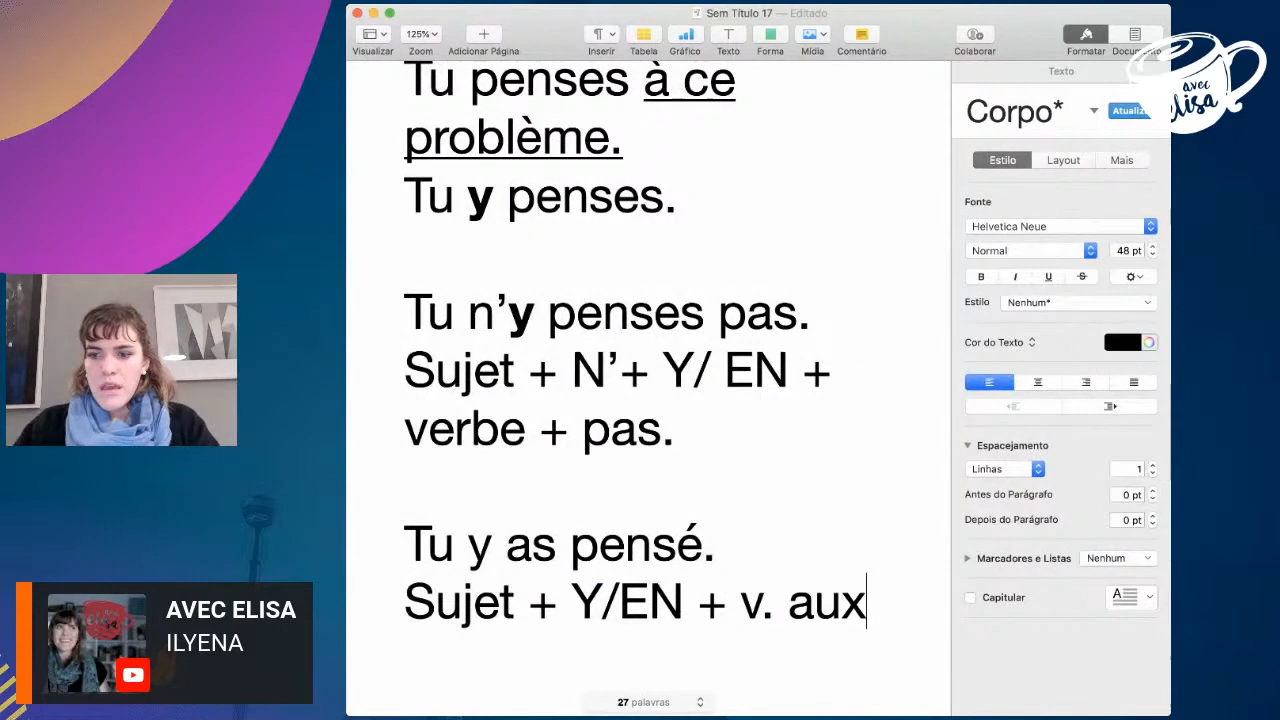 Sem Título 17 — Editado
Visualizar
125%
Zoom
Adicionar Página
Inserir
Tabela
Gráfico
Texto
Forma
Mídia
Comentário
Colaborar
Formatar
Tu penses à ce
problème.
Tu y penses.
Tu n’y penses pas.
Sujet + N’+ Y/ EN +
verbe + pas.
Tu y as pensé.
Sujet + Y/EN + v. aux
27 palavras
Texto
Corpo*
Estilo
Layout
Mais
Fonte
Helvetica Neue
Normal
48 pt
B I U S
Estilo
Nenhum*
Cor do Texto
Espacejamento
Linhas
1
Antes do Parágrafo
0 pt
Depois do Parágrafo
0 pt
Marcadores e Listas
Nenhum
Capitular
A
avec
elisa
AVEC ELISA
ILYENA